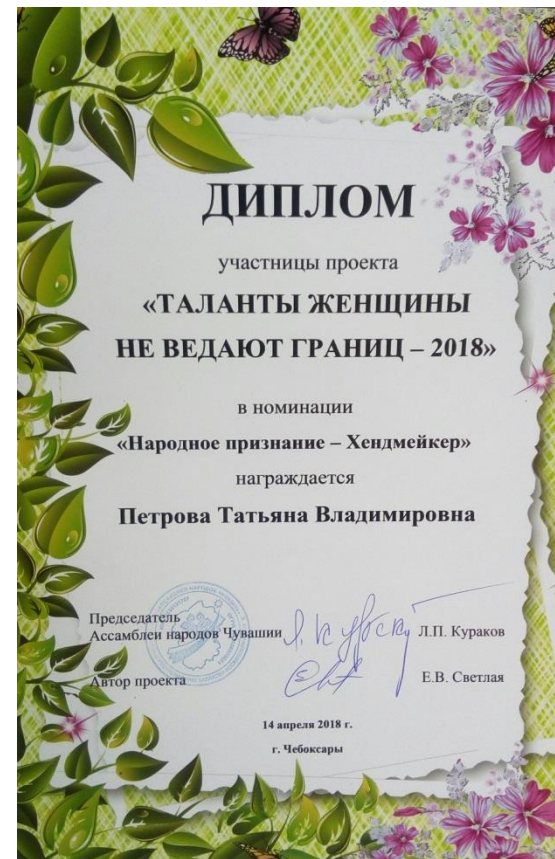 ДИПЛОМ
участницы проекта
«ТАЛАНТЫ ЖЕНЩИНЫ
НЕ ВЕДАЮТ ГРАНИЦ – 2018»
в номинации
«Народное признание – Хендмейкер»
награждается
Петрова Татьяна Владимировна
Председатель
Ассамблеи народов Чувашии
Л.П. Кураков
Автор проекта
Е.В. Светлая
14 апреля 2018 г.
г. Чебоксары